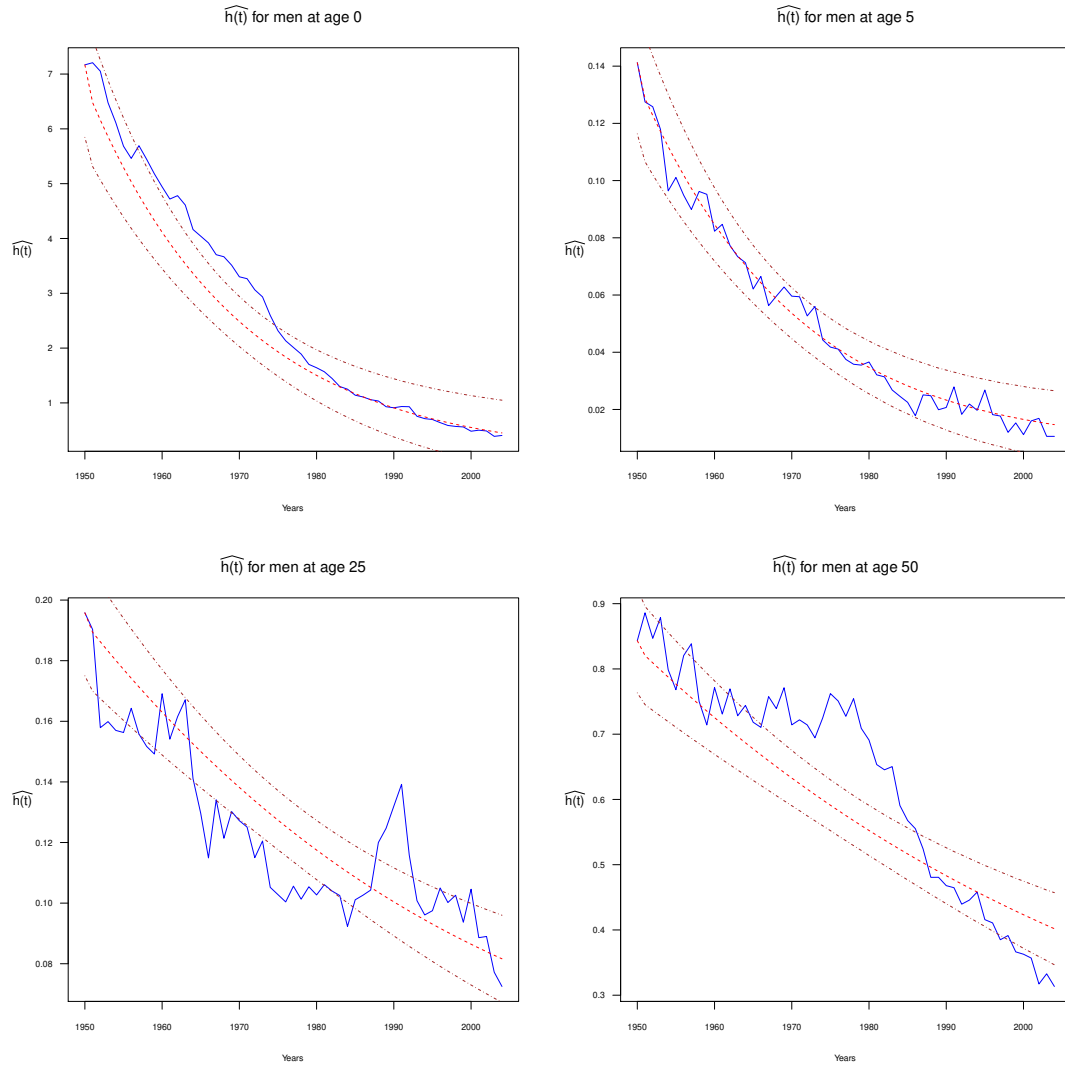 h(t) for men at age 0
7
6
5
4
3
2
1
h(t)
1950 1960 1970 1980 1990 2000
Years
h(t) for men at age 5
0.14
0.12
0.10
0.08
0.06
0.04
0.02
h(t)
1950 1960 1970 1980 1990 2000
Years
h(t) for men at age 25
0.20
0.18
0.16
0.14
0.12
0.10
0.08
h(t)
1950 1960 1970 1980 1990 2000
Years
h(t) for men at age 50
0.9
0.8
0.7
0.6
0.5
0.4
0.3
h(t)
1950 1960 1970 1980 1990 2000
Years